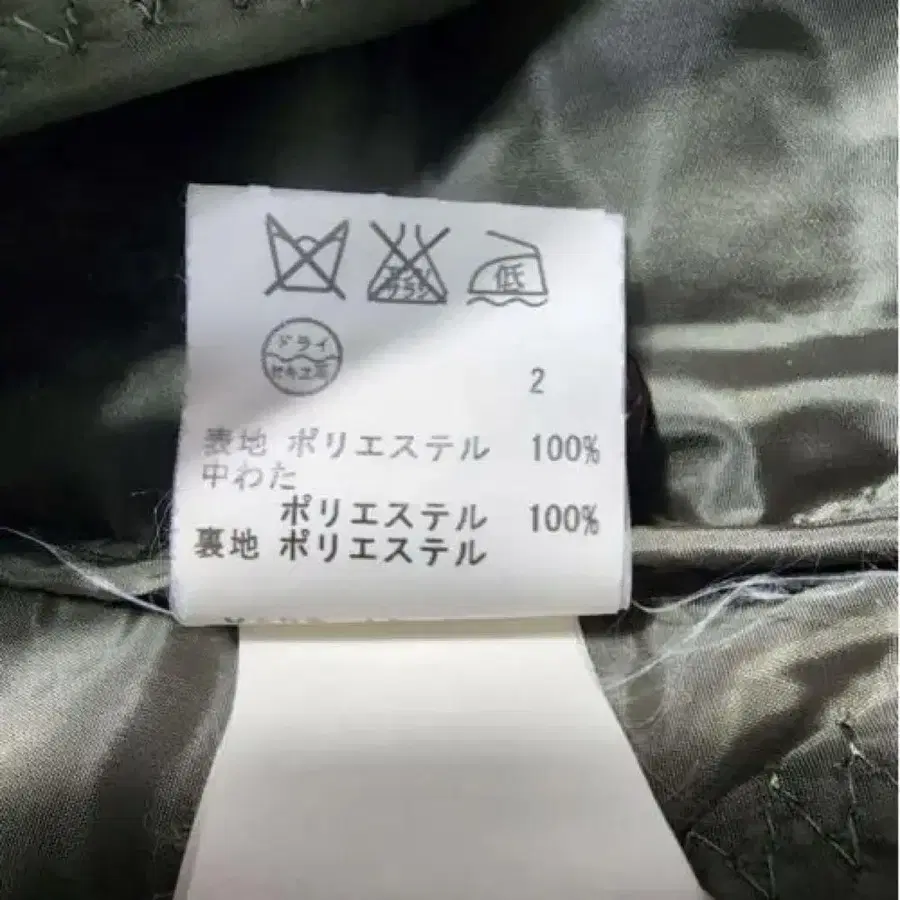 低
ドライ
セキユ系
2
表地 ポリエステル 100%
中わた
ポリエステル 100%
裏地 ポリエステル